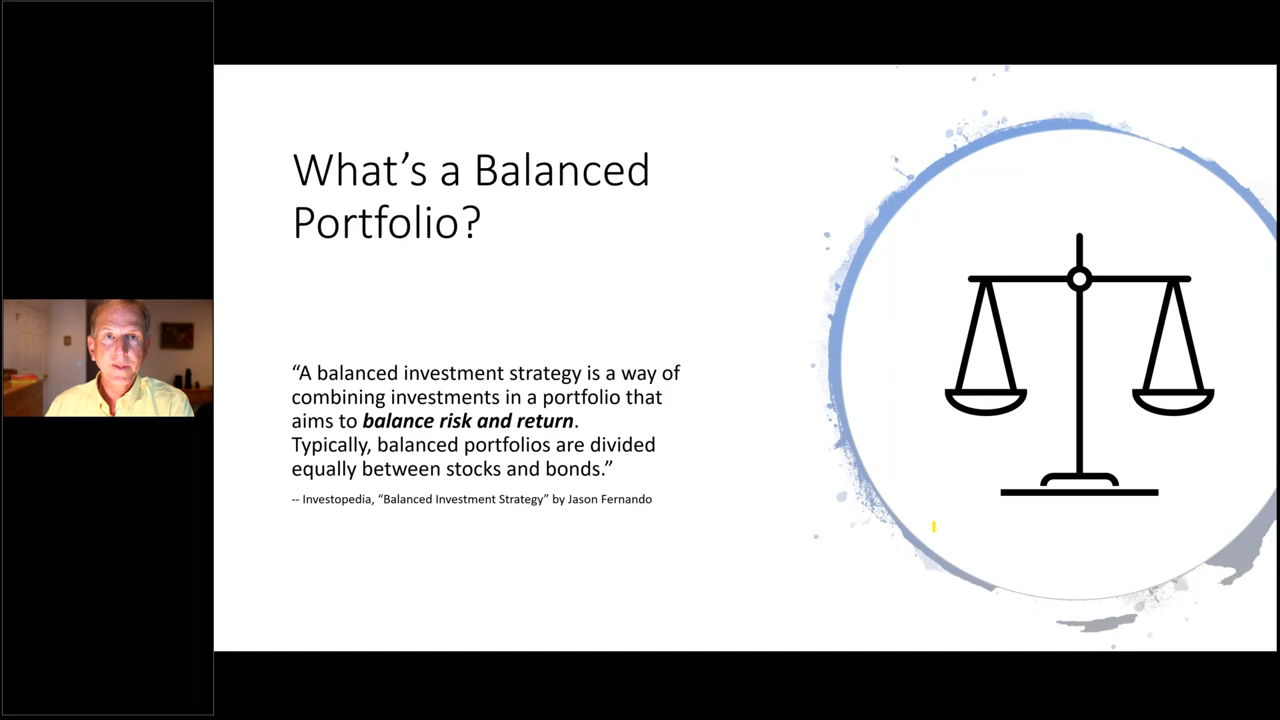 What’s a Balanced
Portfolio?
“A balanced investment strategy is a way of
combining investments in a portfolio that
aims to balance risk and return.
Typically, balanced portfolios are divided
equally between stocks and bonds.”
-- Investopedia, “Balanced Investment Strategy” by Jason Fernando